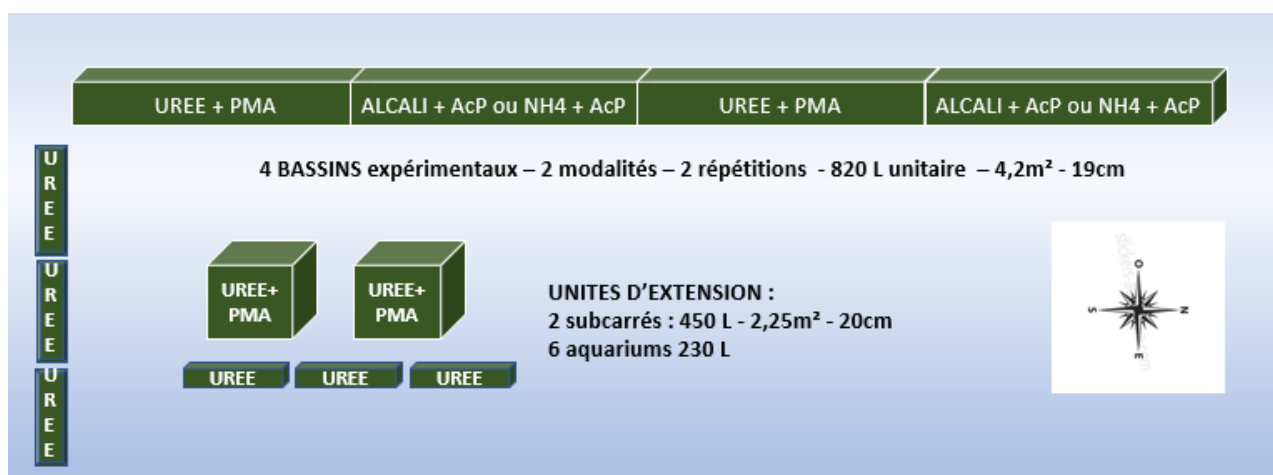 UREE + PMA
ALCALI + AcP ou NH4 + AcP
UREE + PMA
ALCALI + AcP ou NH4 + AcP
4 BASSINS expérimentaux – 2 modalités – 2 répétitions - 820 L unitaire – 4,2m² - 19cm
UREE
UREE
UREE
UREE+
PMA
UREE+
PMA
UNITES D’EXTENSION :
2 subcarrés : 450 L - 2,25m² - 20cm
6 aquariums 230 L
UREE
UREE
UREE
O
S
N
E